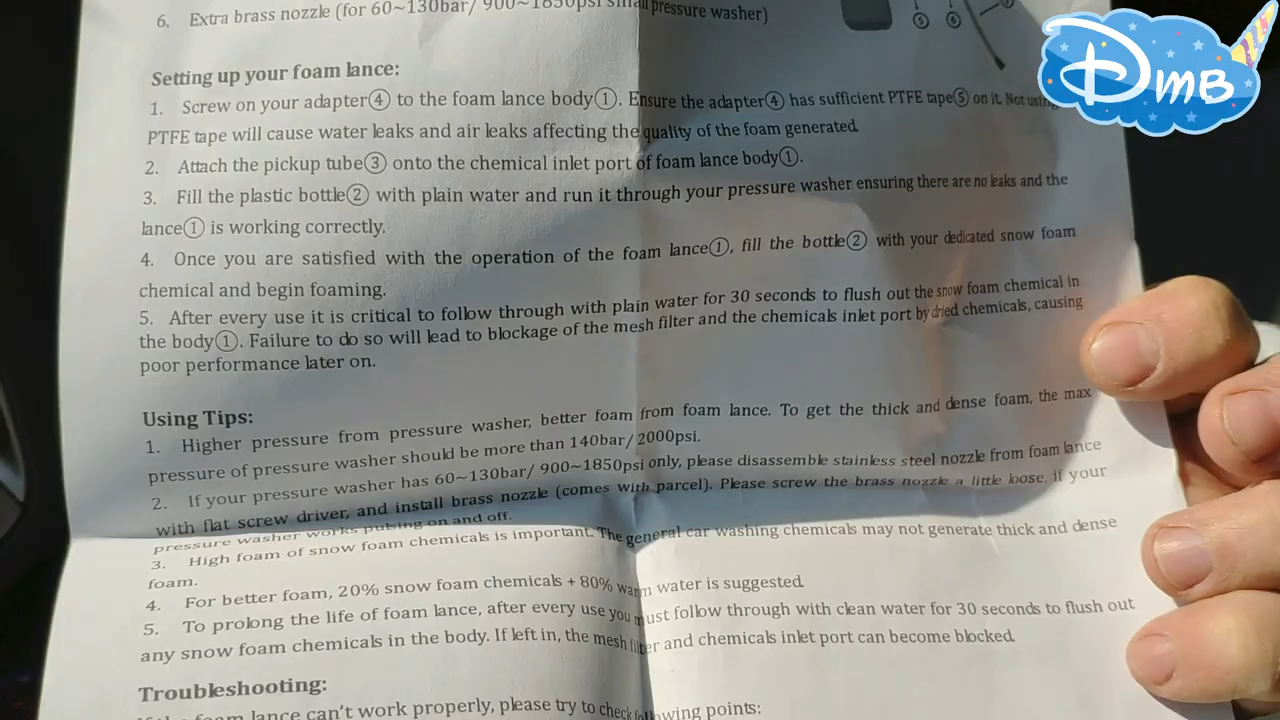 6. Extra brass nozzle (for 60~130bar/ 900~1850psi small pressure washer)
⑤ ⑥
DMB
Setting up your foam lance:
1. Screw on your adapter④ to the foam lance body①. Ensure the adapter④ has sufficient PTFE tape⑤ on it. Not using
PTFE tape will cause water leaks and air leaks affecting the quality of the foam generated.
2. Attach the pickup tube③ onto the chemical inlet port of foam lance body①.
3. Fill the plastic bottle② with plain water and run it through your pressure washer ensuring there are no leaks and the
lance① is working correctly.
4. Once you are satisfied with the operation of the foam lance①, fill the bottle② with your dedicated snow foam
chemical and begin foaming.
5. After every use it is critical to follow through with plain water for 30 seconds to flush out the snow foam chemical in
the body①. Failure to do so will lead to blockage of the mesh filter and the chemicals inlet port by dried chemicals, causing
poor performance later on.
Using Tips:
1. Higher pressure from pressure washer, better foam from foam lance. To get the thick and dense foam, the max
pressure of pressure washer should be more than 140bar/ 2000psi.
2. If your pressure washer has 60~130bar/ 900~1850psi only, please disassemble stainless steel nozzle from foam lance
with flat screw driver, and install brass nozzle (comes with parcel). Please screw the brass nozzle a little loose, if your
pressure washer works pulsing on and off.
3. High foam of snow foam chemicals is important. The general car washing chemicals may not generate thick and dense
foam.
4. For better foam, 20% snow foam chemicals + 80% warm water is suggested.
5. To prolong the life of foam lance, after every use you must follow through with clean water for 30 seconds to flush out
any snow foam chemicals in the body. If left in, the mesh filter and chemicals inlet port can become blocked.
Troubleshooting:
If the foam lance can't work properly, please try to check following points: